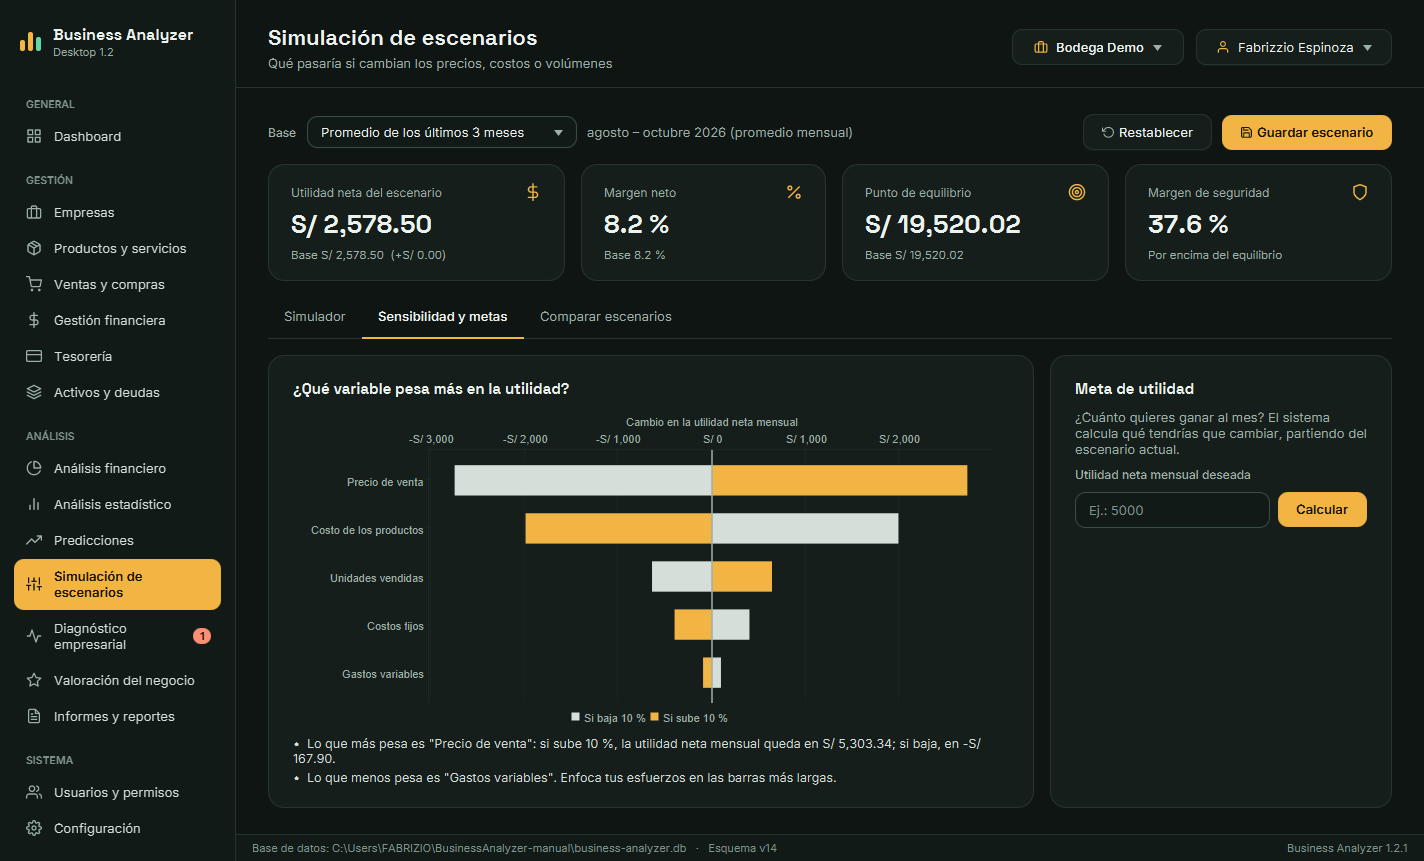 Business Analyzer
Desktop 1.2
GENERAL
Dashboard
GESTIÓN
Empresas
Productos y servicios
Ventas y compras
Gestión financiera
Tesorería
Activos y deudas
ANÁLISIS
Análisis financiero
Análisis estadístico
Predicciones
Simulación de
escenarios
Diagnóstico
empresarial
1
Valoración del negocio
Informes y reportes
SISTEMA
Usuarios y permisos
Configuración
Simulación de escenarios
Qué pasaría si cambian los precios, costos o volúmenes
Bodega Demo
Fabrizzio Espinoza
Base
Promedio de los últimos 3 meses
agosto – octubre 2026 (promedio mensual)
Restablecer
Guardar escenario
Utilidad neta del escenario
S/ 2,578.50
Base S/ 2,578.50 (+S/ 0.00)
Margen neto
8.2 %
Base 8.2 %
Punto de equilibrio
S/ 19,520.02
Base S/ 19,520.02
Margen de seguridad
37.6 %
Por encima del equilibrio
Simulador
Sensibilidad y metas
Comparar escenarios
¿Qué variable pesa más en la utilidad?
Cambio en la utilidad neta mensual
-S/ 3,000 -S/ 2,000 -S/ 1,000 S/ 0 S/ 1,000 S/ 2,000
Precio de venta
Costo de los productos
Unidades vendidas
Costos fijos
Gastos variables
Si baja 10 % Si sube 10 %
• Lo que más pesa es "Precio de venta": si sube 10 %, la utilidad neta mensual queda en S/ 5,303.34; si baja, en -S/
167.90.
• Lo que menos pesa es "Gastos variables". Enfoca tus esfuerzos en las barras más largas.
Meta de utilidad
¿Cuánto quieres ganar al mes? El sistema
calcula qué tendrías que cambiar, partiendo del
escenario actual.
Utilidad neta mensual deseada
Ej.: 5000
Calcular
Base de datos: C:\Users\FABRIZIO\BusinessAnalyzer-manual\business-analyzer.db · Esquema v14
Business Analyzer 1.2.1